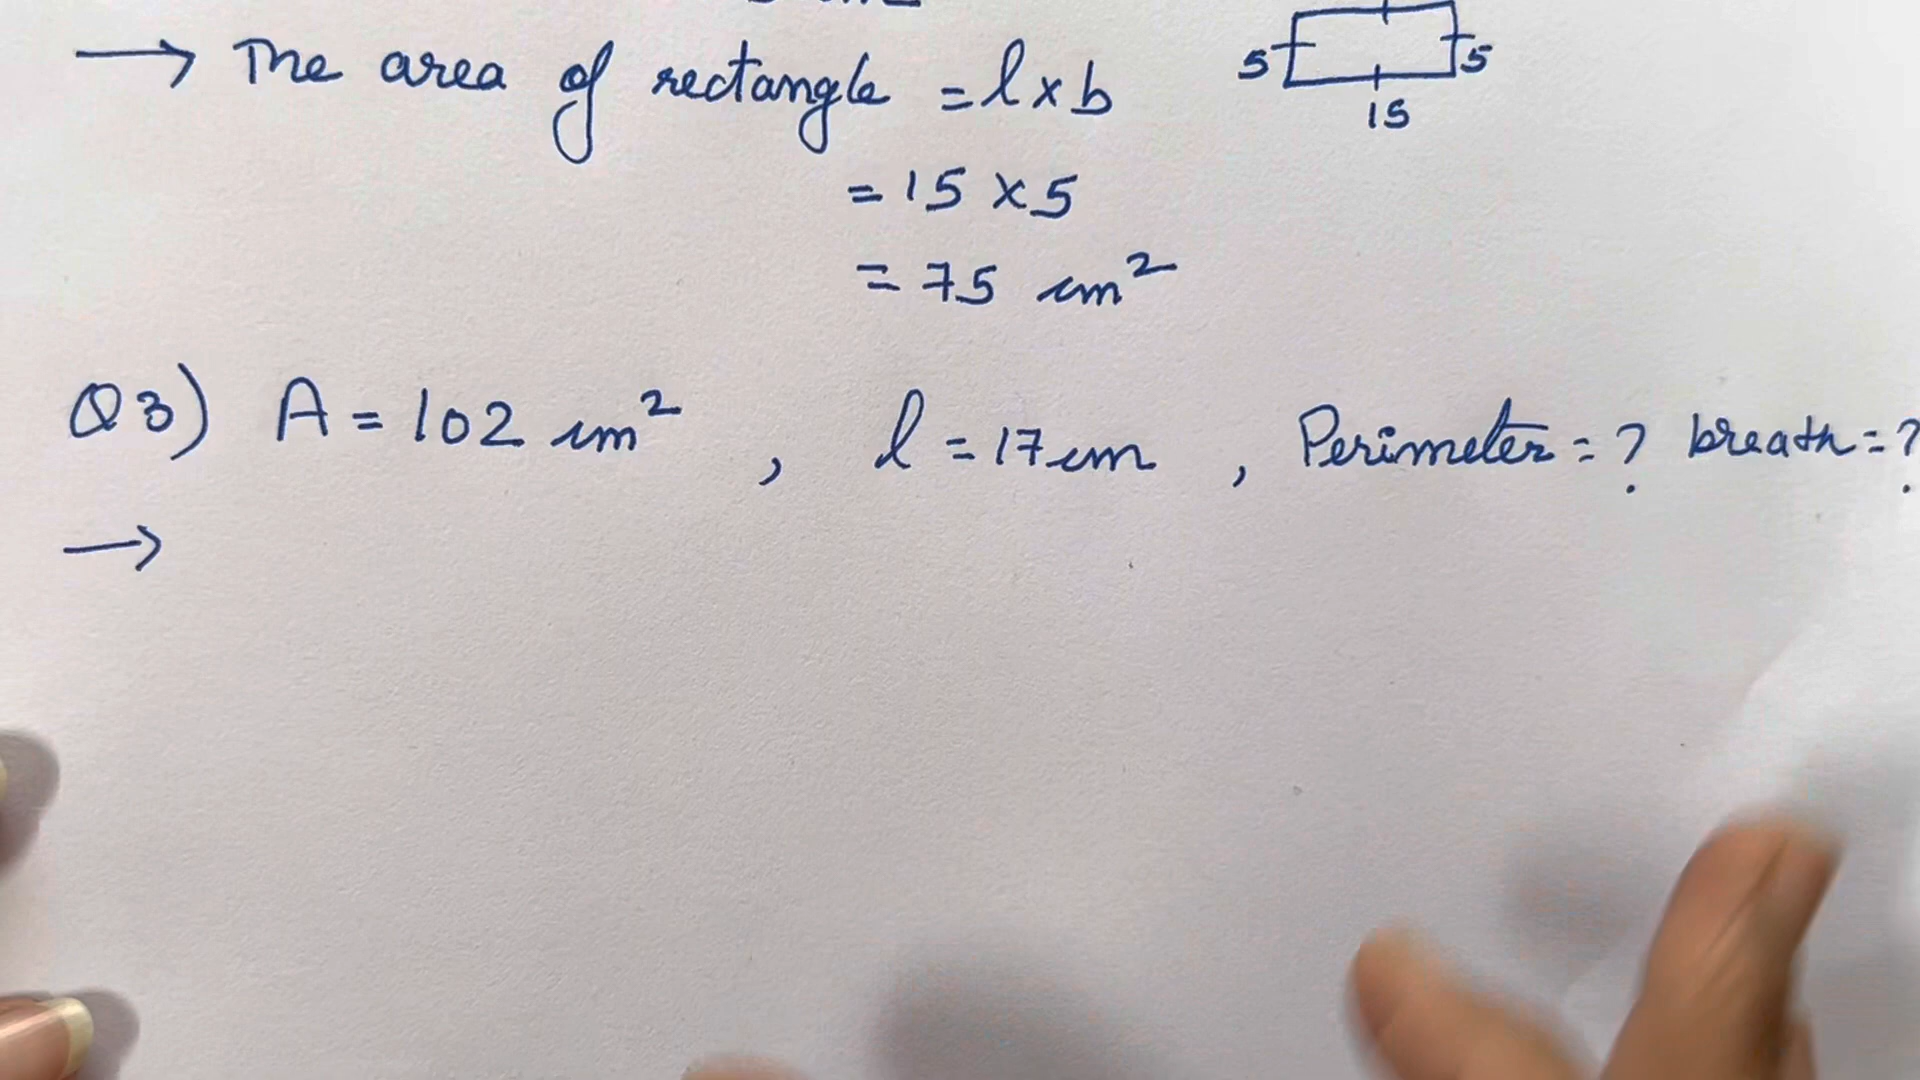 → The area of rectangle = l x b
5 5
15
= 15 x 5
= 75 cm²
Q3) A = 102 cm² , l = 17 cm , Perimeter = ? breath = ?
→